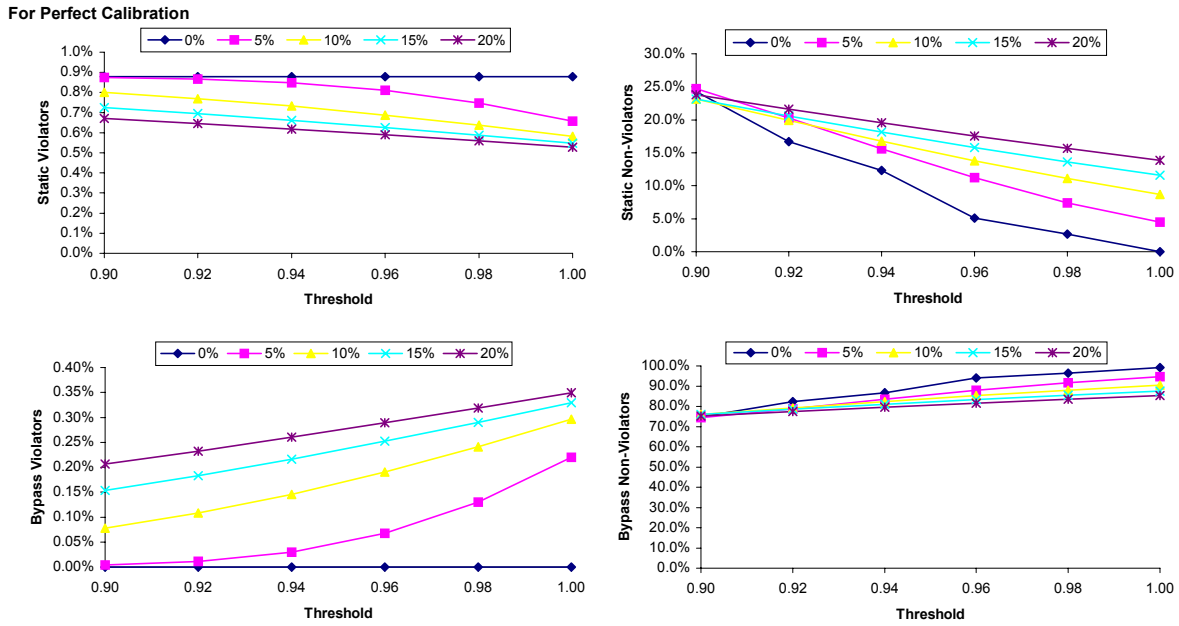 For Perfect Calibration
0% 5% 10% 15% 20%
1.0%
0.9%
0.8%
0.7%
0.6%
0.5%
0.4%
0.3%
0.2%
0.1%
0.0%
Static Violators
0.90 0.92 0.94 0.96 0.98 1.00
Threshold
0% 5% 10% 15% 20%
30.0%
25.0%
20.0%
15.0%
10.0%
5.0%
0.0%
Static Non-Violators
0.90 0.92 0.94 0.96 0.98 1.00
Threshold
0% 5% 10% 15% 20%
0.40%
0.35%
0.30%
0.25%
0.20%
0.15%
0.10%
0.05%
0.00%
Bypass Violators
0.90 0.92 0.94 0.96 0.98 1.00
Threshold
0% 5% 10% 15% 20%
100.0%
90.0%
80.0%
70.0%
60.0%
50.0%
40.0%
30.0%
20.0%
10.0%
0.0%
Bypass Non-Violators
0.90 0.92 0.94 0.96 0.98 1.00
Threshold